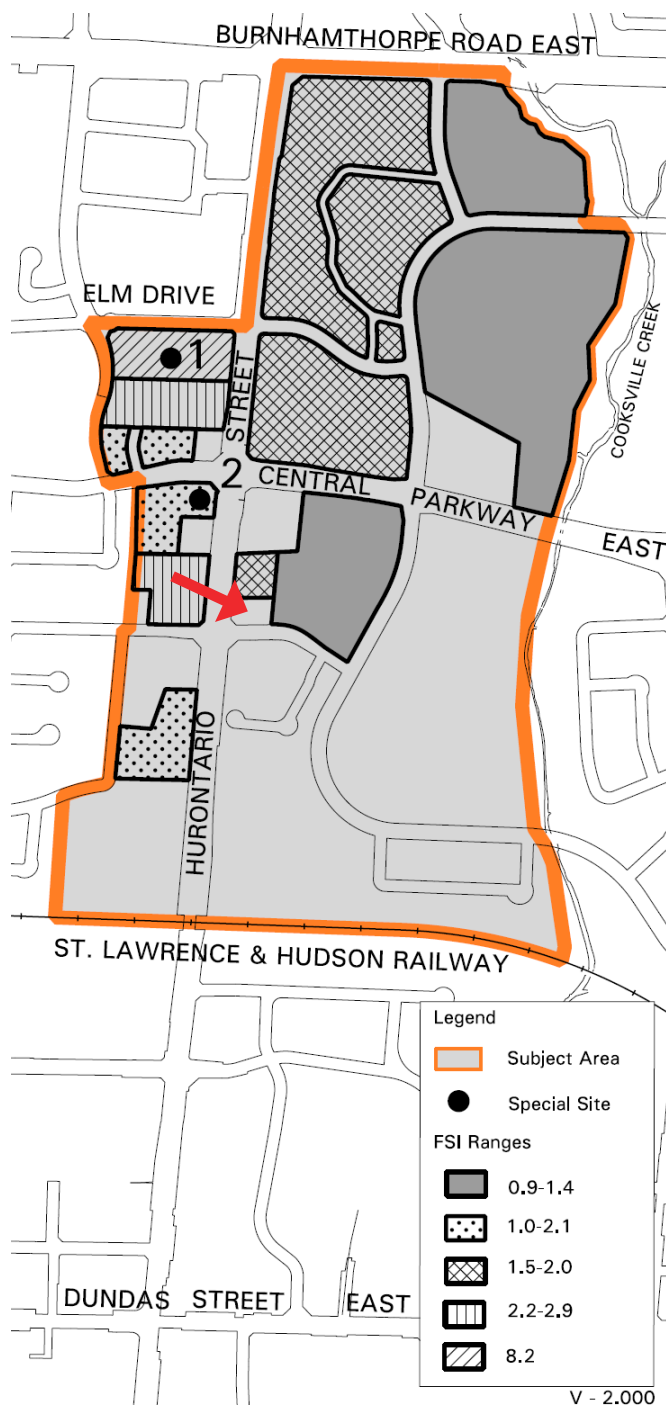 BURNHAMTHORPE ROAD EAST
ELM DRIVE
1
STREET
COOKSVILLE CREEK
2
CENTRAL PARKWAY EAST
HURONTARIO
ST. LAWRENCE & HUDSON RAILWAY
Legend
Subject Area
Special Site
FSI Ranges
0.9-1.4
1.0-2.1
1.5-2.0
2.2-2.9
8.2
DUNDAS STREET EAST
V - 2.000